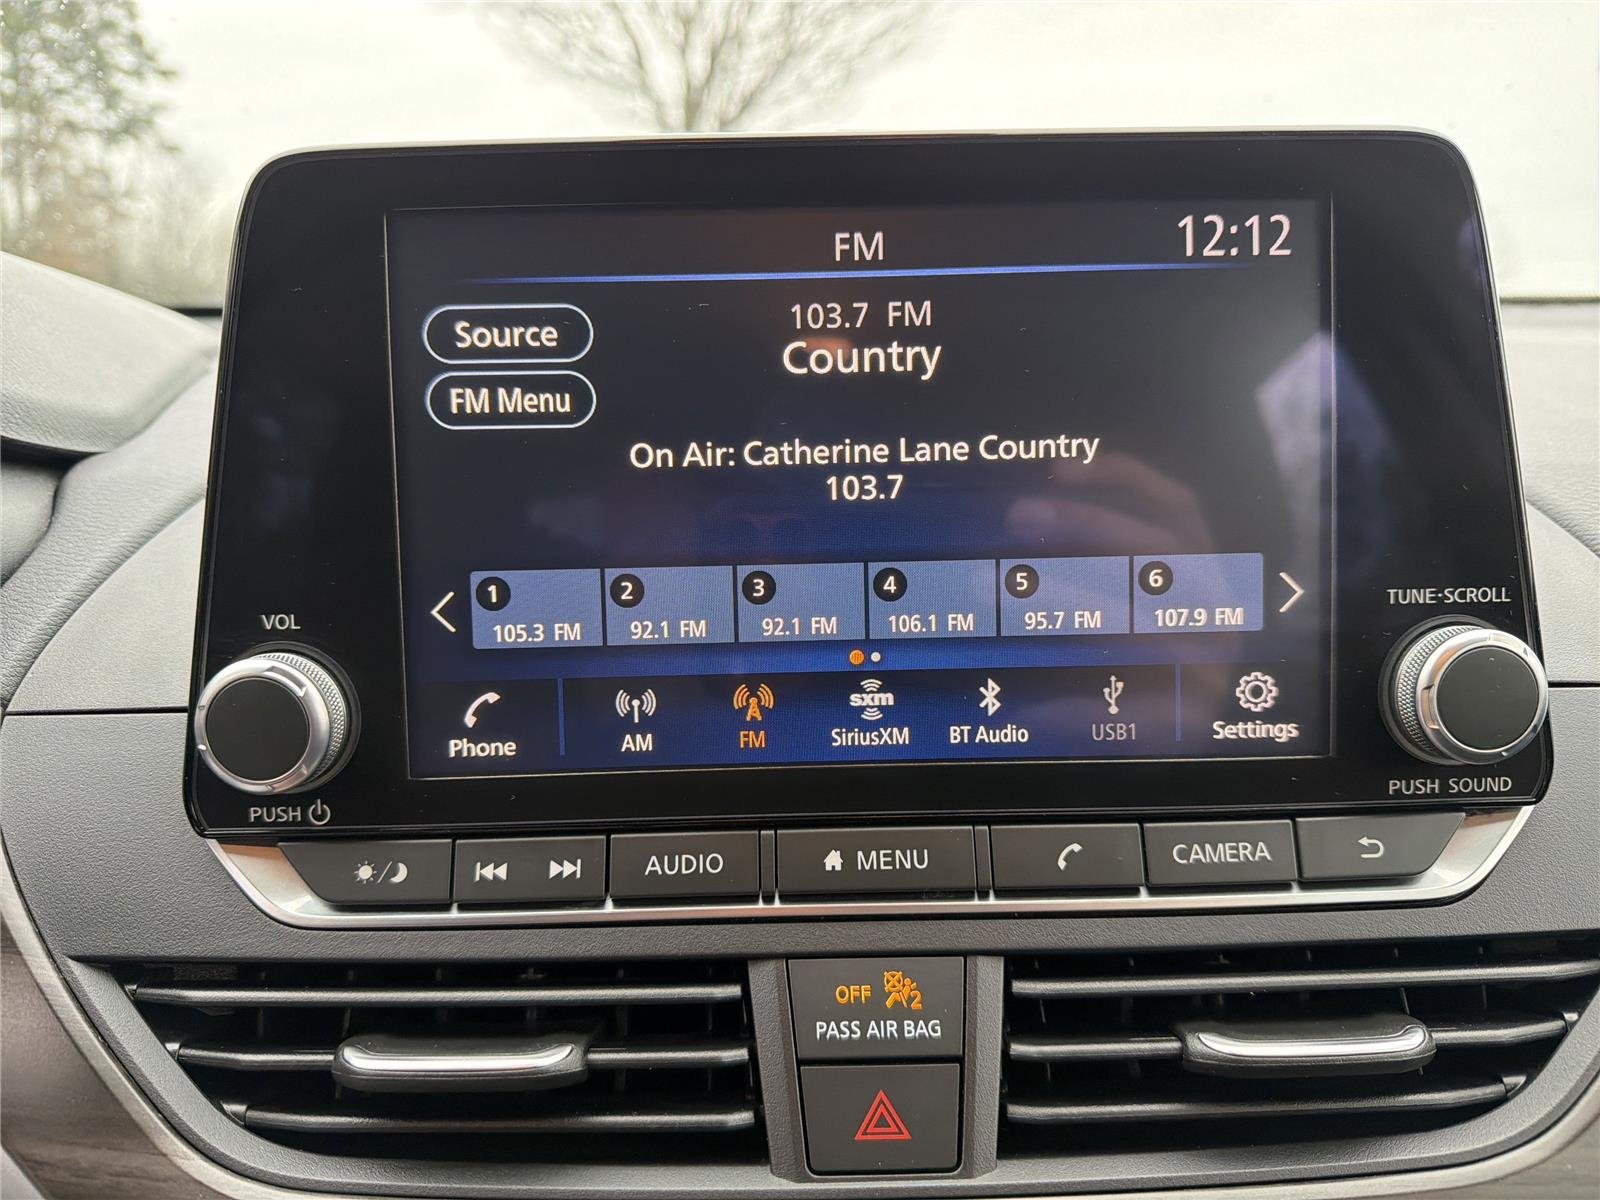 FM
12:12
Source
103.7 FM
Country
FM Menu
On Air: Catherine Lane Country
103.7
1
2
3
4
5
6
105.3 FM
92.1 FM
92.1 FM
106.1 FM
95.7 FM
107.9 FM
Phone
AM
FM
sxm
SiriusXM
BT Audio
USB1
Settings
VOL
PUSH
TUNE·SCROLL
PUSH SOUND
AUDIO
MENU
CAMERA
OFF
2
PASS AIR BAG